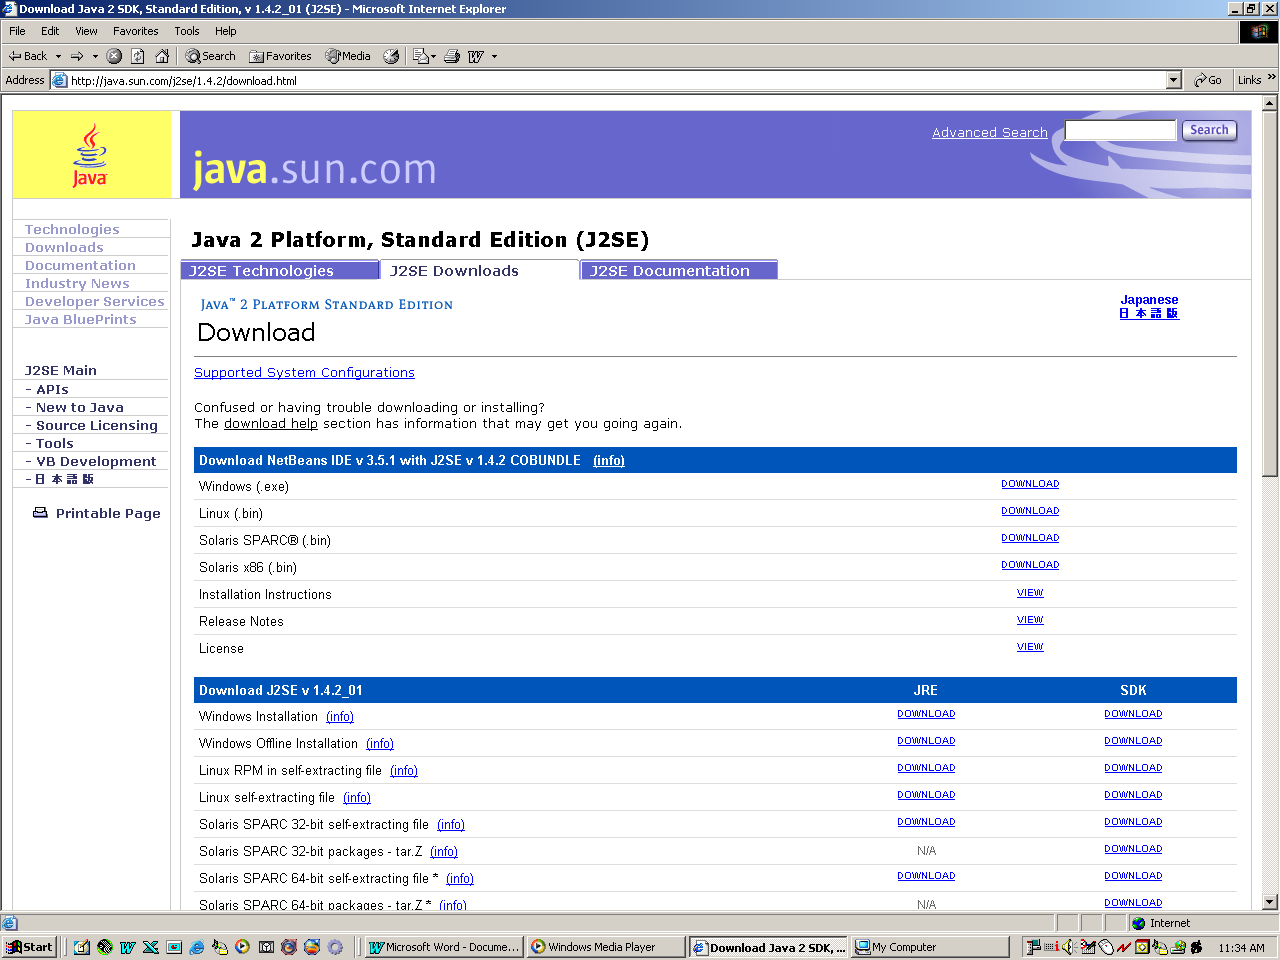 Download Java 2 SDK, Standard Edition, v 1.4.2_01 (J2SE) - Microsoft Internet Explorer
File Edit View Favorites Tools Help
Back Search Favorites Media
Address http://java.sun.com/j2se/1.4.2/download.html Go Links »
Java
java.sun.com
Advanced Search Search
Technologies
Downloads
Documentation
Industry News
Developer Services
Java BluePrints
J2SE Main
- APIs
- New to Java
- Source Licensing
- Tools
- VB Development
- 日本語版
Printable Page
Java 2 Platform, Standard Edition (J2SE)
J2SE Technologies J2SE Downloads J2SE Documentation
Java™ 2 Platform Standard Edition
Download
Japanese
日本語版
Supported System Configurations
Confused or having trouble downloading or installing?
The download help section has information that may get you going again.
Download NetBeans IDE v 3.5.1 with J2SE v 1.4.2 COBUNDLE (info)
Windows (.exe) DOWNLOAD
Linux (.bin) DOWNLOAD
Solaris SPARC® (.bin) DOWNLOAD
Solaris x86 (.bin) DOWNLOAD
Installation Instructions VIEW
Release Notes VIEW
License VIEW
Download J2SE v 1.4.2_01 JRE SDK
Windows Installation (info) DOWNLOAD DOWNLOAD
Windows Offline Installation (info) DOWNLOAD DOWNLOAD
Linux RPM in self-extracting file (info) DOWNLOAD DOWNLOAD
Linux self-extracting file (info) DOWNLOAD DOWNLOAD
Solaris SPARC 32-bit self-extracting file (info) DOWNLOAD DOWNLOAD
Solaris SPARC 32-bit packages - tar.Z (info) N/A DOWNLOAD
Solaris SPARC 64-bit self-extracting file * (info) DOWNLOAD DOWNLOAD
Solaris SPARC 64-bit packages - tar.Z * (info) N/A DOWNLOAD
Internet
Start Microsoft Word - Docume... Windows Media Player Download Java 2 SDK, ... My Computer 11:34 AM